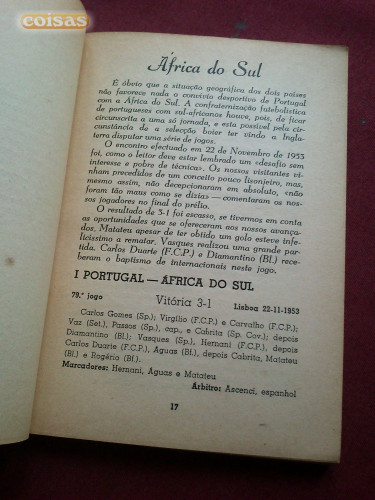 coisas
África do Sul
É óbvio que a situação geográfica dos dois países
não favorece nada o convívio desportivo de Portugal
com a África do Sul. A confraternização futebolística
de portugueses com sul-africanos houve, pois, de ficar
circunscrita a uma só jornada, e esta possível pela cir-
cunstância de a selecção boter ter vindo a Ingla-
terra disputar uma série de jogos.
O encontro efectuado em 22 de Novembro de 1953
foi, como o leitor deve estar lembrado um «desafio sem
interesse e pobre de técnica». Os nossos visitantes vi-
nham precedidos de um conceito pouco lisonjeiro, mas,
mesmo assim, não decepcionaram em absoluto, «não
foram tão maus como se dizia» — comentaram os nos-
sos jogadores no final do prélio.
O resultado de 3-1 foi escasso, se tivermos em conta
as oportunidades que se ofereceram aos nossos avança-
dos. Matateu apesar de ter obtido um golo esteve infe-
licíssimo a rematar. Vasques realizou uma grande par-
tida. Carlos Duarte (F.C.P.) e Diamantino (Bl.) rece-
beram o baptismo de internacionais neste jogo.
I PORTUGAL — ÁFRICA DO SUL
79.º jogo Vitória 3-1 Lisboa 22-11-1953
Carlos Gomes (Sp.); Virgílio (F.C.P.) e Carvalho (F.C.P.);
Vaz (Set.), Passos (Sp.), cap., e Cabrita (Sp. Cov.); depois
Diamantino (Bl.); Vasques (Sp.), Hernani (F.C.P.), depois
Carlos Duarte (F.C.P.), Águas (Bf.), depois Cabrita, Matateu
(Bl.) e Rogério (Bf.).
Marcadores: Hernani, Águas e Matateu
Árbitro: Ascenci, espanhol
17